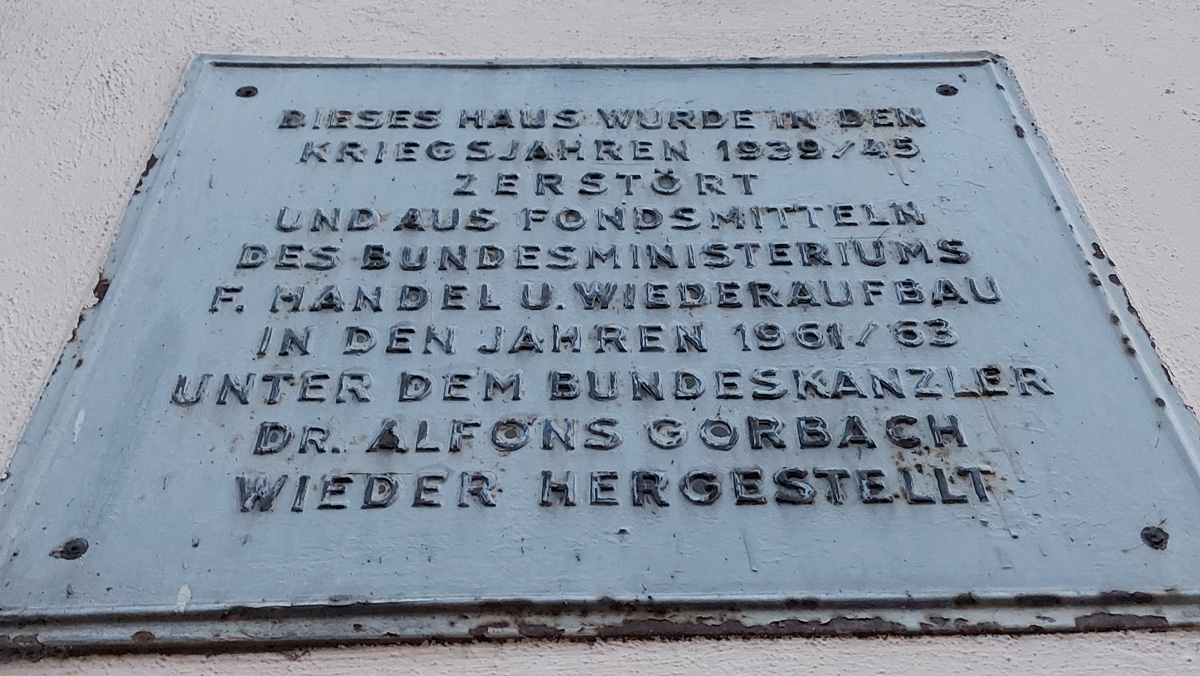 DIESES HAUS WURDE IN DEN
KRIEGSJAHREN 1939/45
ZERSTÖRT
UND AUS FONDSMITTELN
DES BUNDESMINISTERIUMS
F. HANDEL U. WIEDERAUFBAU
IN DEN JAHREN 1961/63
UNTER DEM BUNDESKANZLER
DR. ALFONS GORBACH
WIEDER HERGESTELLT